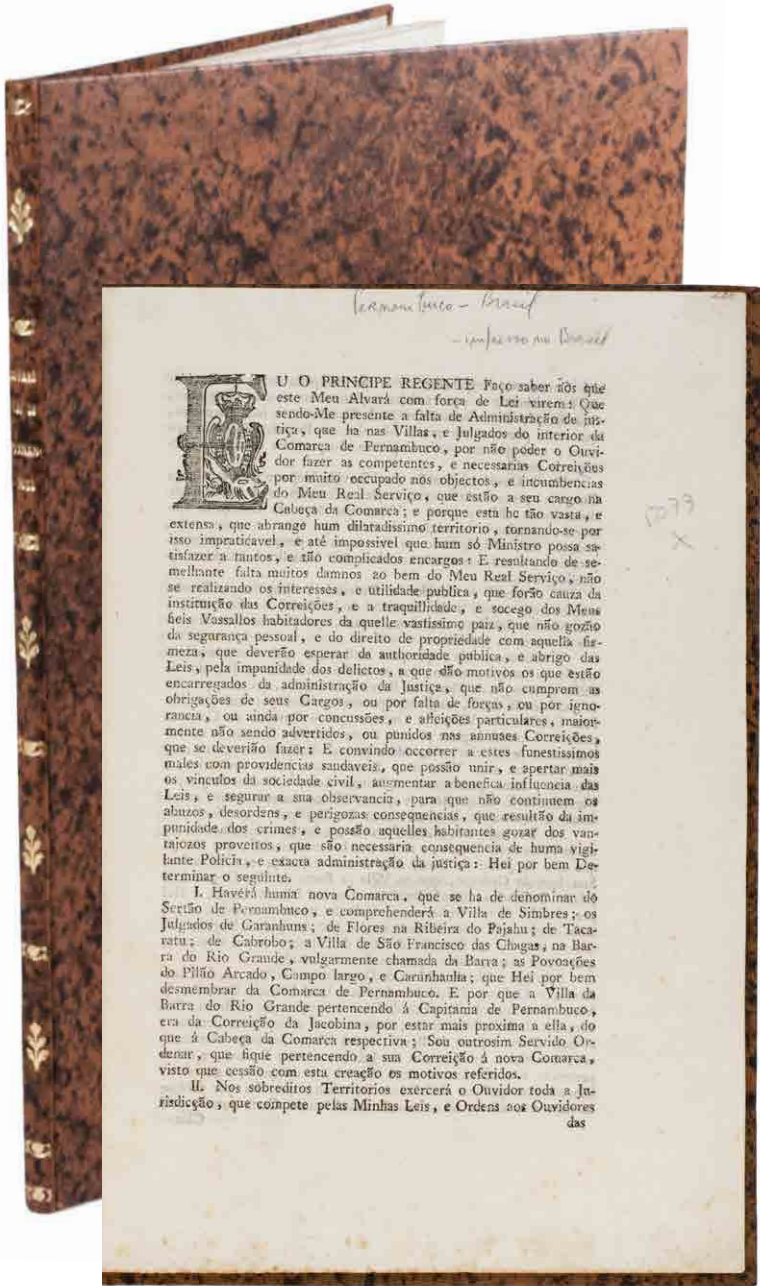 Pernambuco - Brasil
- impresso no Brasil
EU O PRINCIPE REGENTE Faço saber aos que
este Meu Alvará com força de Lei virem: Que
sendo-Me presente a falta de Administração de jus-
tiça, que ha nas Villas, e Julgados do interior da
Comarca de Pernambuco, por não poder o Ouvi-
dor fazer as competentes, e necessarias Correições
por muito occupado nos objectos, e incumbencias
do Meu Real Serviço, que estão a seu cargo na
Cabeça da Comarca; e porque esta he tão vasta, e
extensa, que abrange hum dilatadissimo territorio, tornando-se por
isso impraticavel, e até impossivel que hum só Ministro possa sa-
tisfazer a tantos, e tão complicados encargos: E resultando de se-
melhante falta muitos damnos ao bem do Meu Real Serviço, não
se realizando os interesses, e utilidade publica, que forão cauza da
instituição das Correições, e a traquillidade, e socego dos Meus
fieis Vassallos habitadores da quelle vastissimo paiz, que não gozão
da segurança pessoal, e do direito de propriedade com aquella fir-
meza, que deverão esperar da authoridade publica, e abrigo das
Leis, pela impunidade dos delictos, a que dão motivos os que estão
encarregados da administração da Justiça, que não cumprem as
obrigações de seus Cargos, ou por falta de forças, ou por igno-
rancia, ou ainda por concussões, e affeições particulares, maior-
mente não sendo advertidos, ou punidos nas annuaes Correições,
que se deverião fazer: E convindo occorrer a estes funestissimos
males com providencias saudaveis, que possão unir, e apertar mais
os vinculos da sociedade civil, augmentar a benefica influencia das
Leis, e segurar a sua observancia, para que não continuem os
abuzos, desordens, e perigozas consequencias, que resultão da im-
punidade dos crimes, e possão aquelles habitantes gozar dos van-
tajozos proveitos, que são necessaria consequencia de huma vigi-
lante Policia, e exacta administração da justiça: Hei por bem De-
terminar o seguinte.
I. Haverá huma nova Comarca, que se ha de denominar do
Sertão de Pernambuco, e comprehenderá a Villa de Simbres; os
Julgados de Garanhuns; de Flores na Ribeira do Pajahu; de Taca-
ratu; de Cabrobo; a Villa de São Francisco das Chagas, na Bar-
ra do Rio Grande, vulgarmente chamada da Barra; as Povoações
do Pilão Arcado, Campo largo, e Carunhanha; que Hei por bem
desmembrar da Comarca de Pernambuco. E por que a Villa da
Barra do Rio Grande pertencendo á Capitania de Pernambuco,
era da Correição da Jacobina, por estar mais proxima a ella, do
que á Cabeça da Comarca respectiva; Sou outrosim Servido Or-
denar, que fique pertencendo a sua Correição á nova Comarca,
visto que cessão com esta creação os motivos referidos.
II. Nos sobreditos Territorios exercerá o Ouvidor toda a Ju-
risdicção, que compete pelas Minhas Leis, e Ordens aos Ouvidores
das